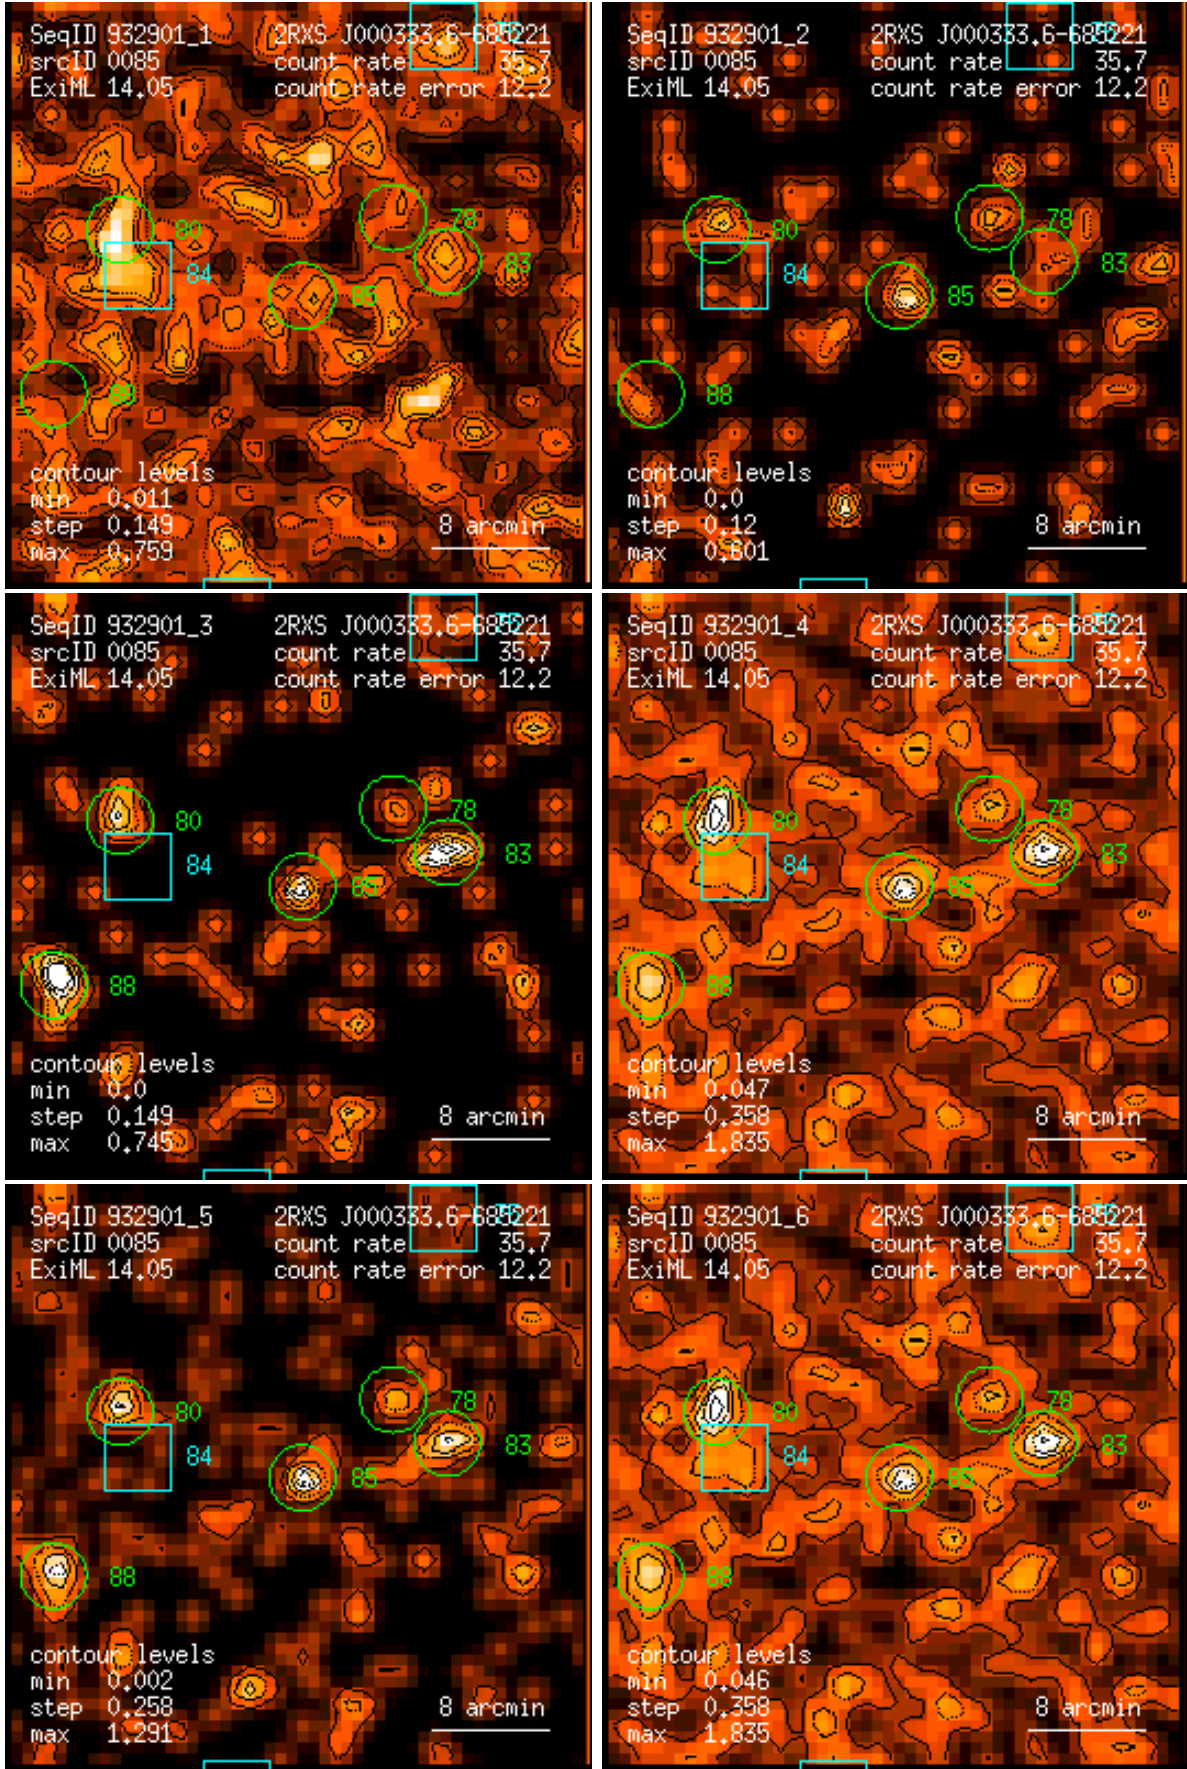 SeqID 932901_1 2RXS J000333.6-685221
srcID 0085 count rate 35.7
ExiML 14.05 count rate error 12.2
80
78
84
83
85
88
contour levels
min 0.011
step 0.149
max 0.759
8 arcmin
SeqID 932901_2 2RXS J000333.6-685221
srcID 0085 count rate 35.7
ExiML 14.05 count rate error 12.2
80
78
84
83
85
88
contour levels
min 0.0
step 0.12
max 0.601
8 arcmin
SeqID 932901_3 2RXS J000333.6-685221
srcID 0085 count rate 35.7
ExiML 14.05 count rate error 12.2
80
78
84
83
85
88
contour levels
min 0.0
step 0.149
max 0.745
8 arcmin
SeqID 932901_4 2RXS J000333.6-685221
srcID 0085 count rate 35.7
ExiML 14.05 count rate error 12.2
80
78
84
83
85
88
contour levels
min 0.047
step 0.358
max 1.835
8 arcmin
SeqID 932901_5 2RXS J000333.6-685221
srcID 0085 count rate 35.7
ExiML 14.05 count rate error 12.2
80
78
84
83
85
88
contour levels
min 0.002
step 0.258
max 1.291
8 arcmin
SeqID 932901_6 2RXS J000333.6-685221
srcID 0085 count rate 35.7
ExiML 14.05 count rate error 12.2
80
78
84
83
85
88
contour levels
min 0.046
step 0.358
max 1.835
8 arcmin